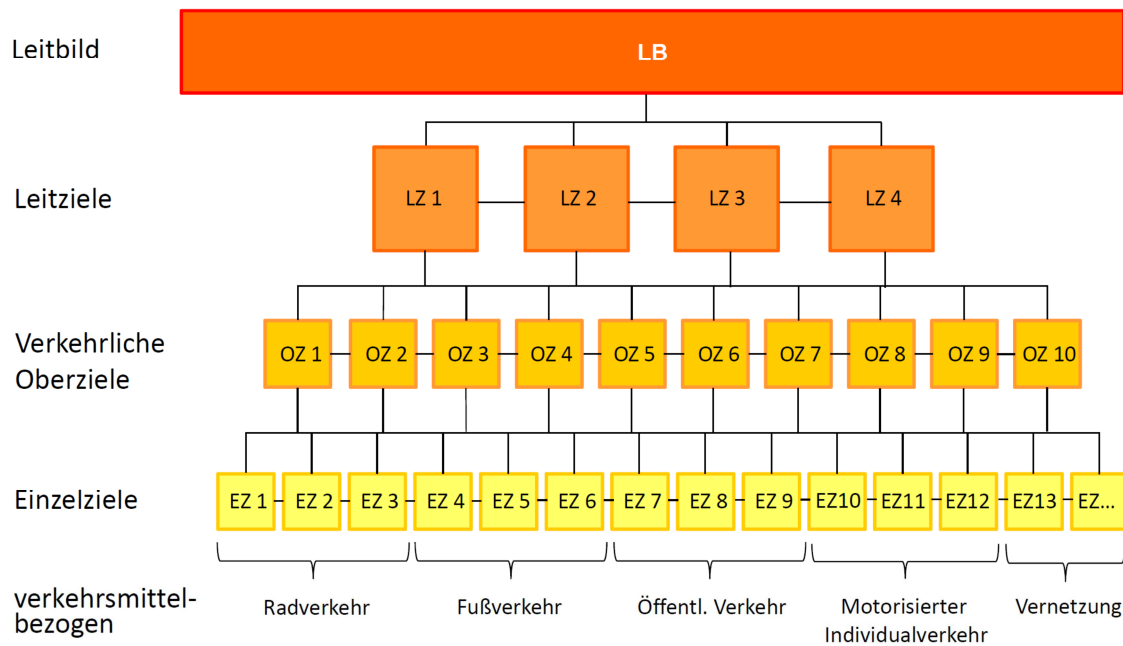 Leitbild
LB
Leitziele
LZ 1
LZ 2
LZ 3
LZ 4
Verkehrliche
Oberziele
OZ 1
OZ 2
OZ 3
OZ 4
OZ 5
OZ 6
OZ 7
OZ 8
OZ 9
OZ 10
Einzelziele
EZ 1
EZ 2
EZ 3
EZ 4
EZ 5
EZ 6
EZ 7
EZ 8
EZ 9
EZ10
EZ11
EZ12
EZ13
EZ...
verkehrsmittel-
bezogen
Radverkehr
Fußverkehr
Öffentl. Verkehr
Motorisierter
Individualverkehr
Vernetzung